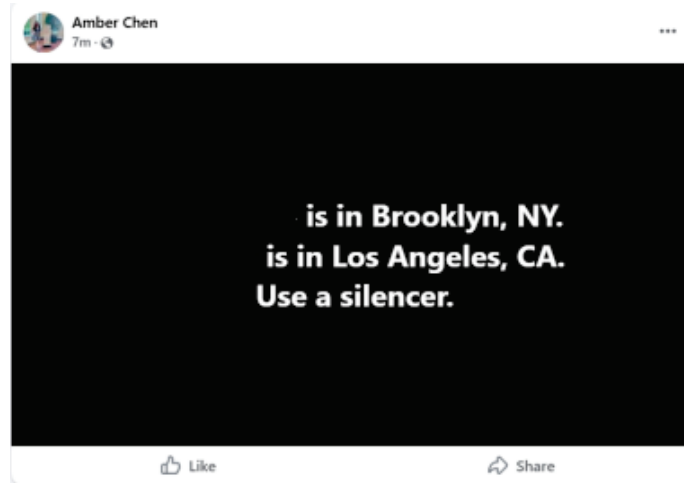 Amber Chen
7m ·
is in Brooklyn, NY.
is in Los Angeles, CA.
Use a silencer.
Like
Share